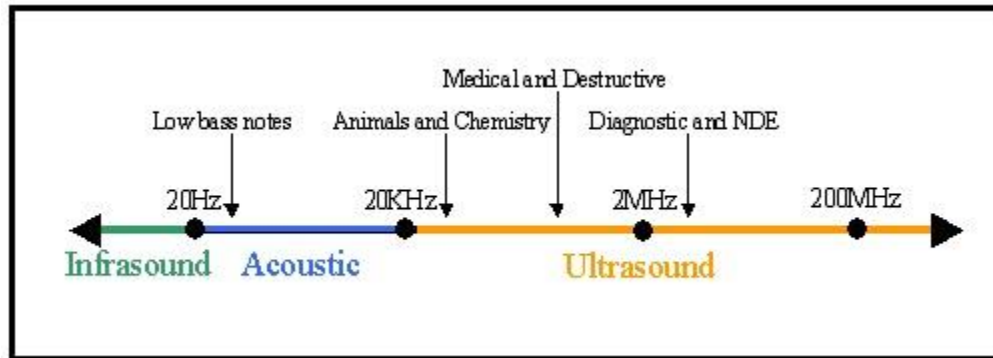 Medical and Destructive
Low bass notes Animals and Chemistry Diagnostic and NDE
20Hz 20KHz 2MHz 200MHz
Infrasound Acoustic Ultrasound